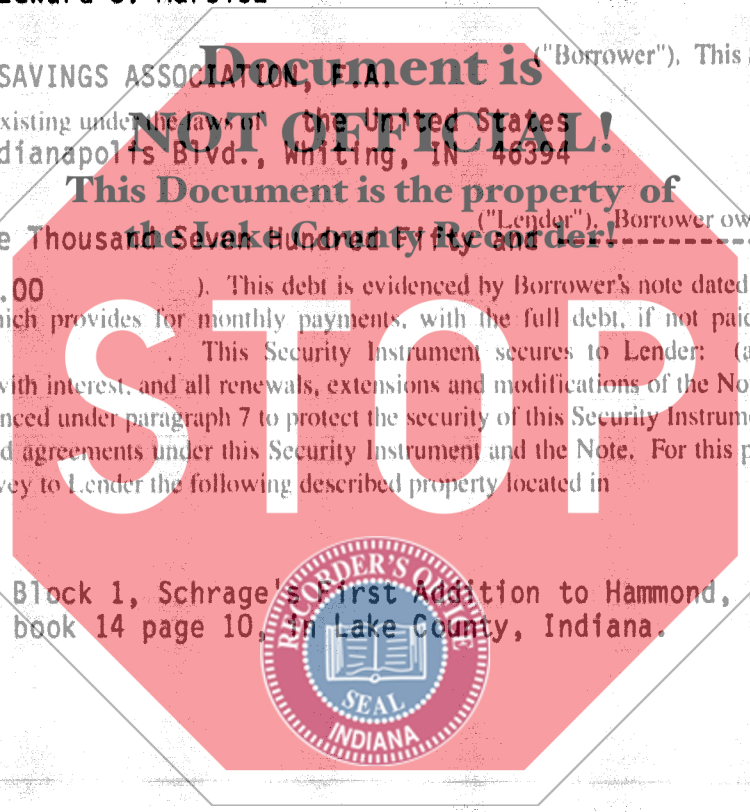 ("Borrower"). This
SAVINGS ASSOCIATION, F.A.
Document is
existing under the laws of the United States
NOT OFFICIAL!
dianapolis Blvd., Whiting, IN 46394
This Document is the property of
("Lender"). Borrower
e Thousand Seven Hundred Fifty and
the Lake County Recorder!
.00 ). This debt is evidenced by Borrower's note dated
hich provides for monthly payments, with the full debt, if not paid
. This Security Instrument secures to Lender: (a
with interest, and all renewals, extensions and modifications of the No
nced under paragraph 7 to protect the security of this Security Instrume
d agreements under this Security Instrument and the Note. For this p
vey to Lender the following described property located in
STOP
Block 1, Schrage's First Addition to Hammond,
book 14 page 10, in Lake County, Indiana.
RECORDER'S OFFICE
SEAL
INDIANA